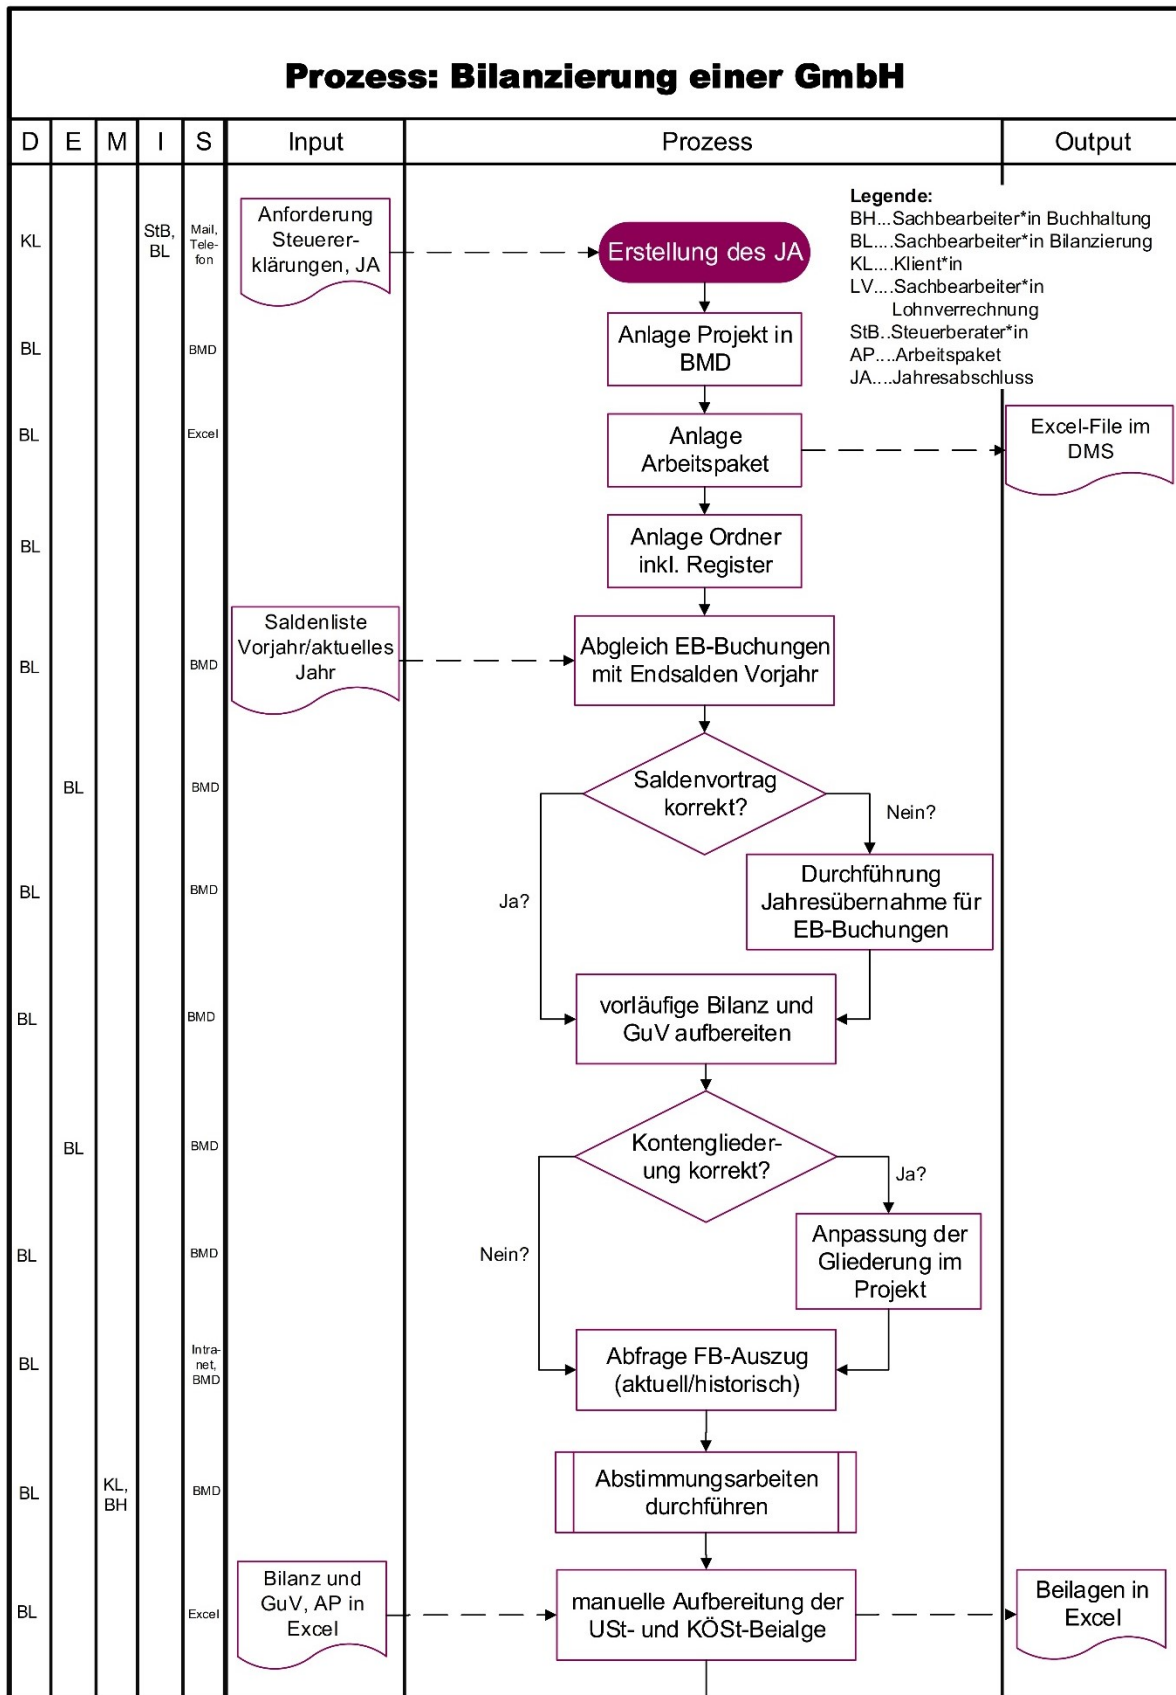 Prozess: Bilanzierung einer GmbH
D E M I S Input Prozess Output
Legende:
BH...Sachbearbeiter*in Buchhaltung
BL....Sachbearbeiter*in Bilanzierung
KL....Klient*in
LV....Sachbearbeiter*in
Lohnverrechnung
StB..Steuerberater*in
AP....Arbeitspaket
JA....Jahresabschluss
KL
StB,
BL
Mail,
Tele-
fon
Anforderung
Steuerer-
klärungen, JA
Erstellung des JA
BL
BMD
Anlage Projekt in
BMD
BL
Excel
Anlage
Arbeitspaket
Excel-File im
DMS
BL
Anlage Ordner
inkl. Register
BL
BMD
Saldenliste
Vorjahr/aktuelles
Jahr
Abgleich EB-Buchungen
mit Endsalden Vorjahr
BL
BMD
Saldenvortrag
korrekt?
Nein?
BL
BMD
Ja?
Durchführung
Jahresübernahme für
EB-Buchungen
BL
BMD
vorläufige Bilanz und
GuV aufbereiten
BL
BMD
Kontenglieder-
ung korrekt?
Ja?
BL
BMD
Nein?
Anpassung der
Gliederung im
Projekt
BL
Intra-
net,
BMD
Abfrage FB-Auszug
(aktuell/historisch)
BL
KL,
BH
BMD
Abstimmungsarbeiten
durchführen
BL
Excel
Bilanz und
GuV, AP in
Excel
manuelle Aufbereitung der
USt- und KÖSt-Beialge
Beilagen in
Excel